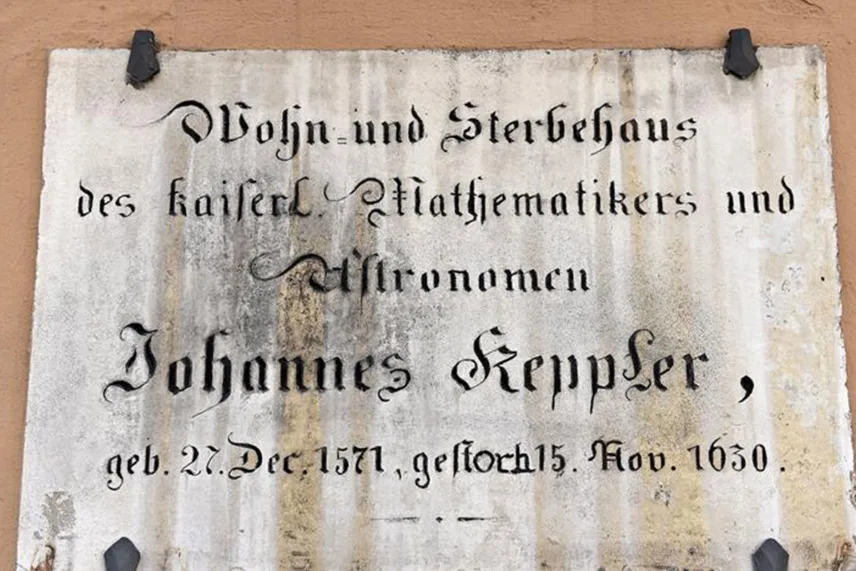 Wohn=und Sterbehaus
des kaiserl. Mathematikers und
Astronomen
Johannes Keppler,
geb. 27. Dec. 1571, gestorb 15. Nov. 1630.